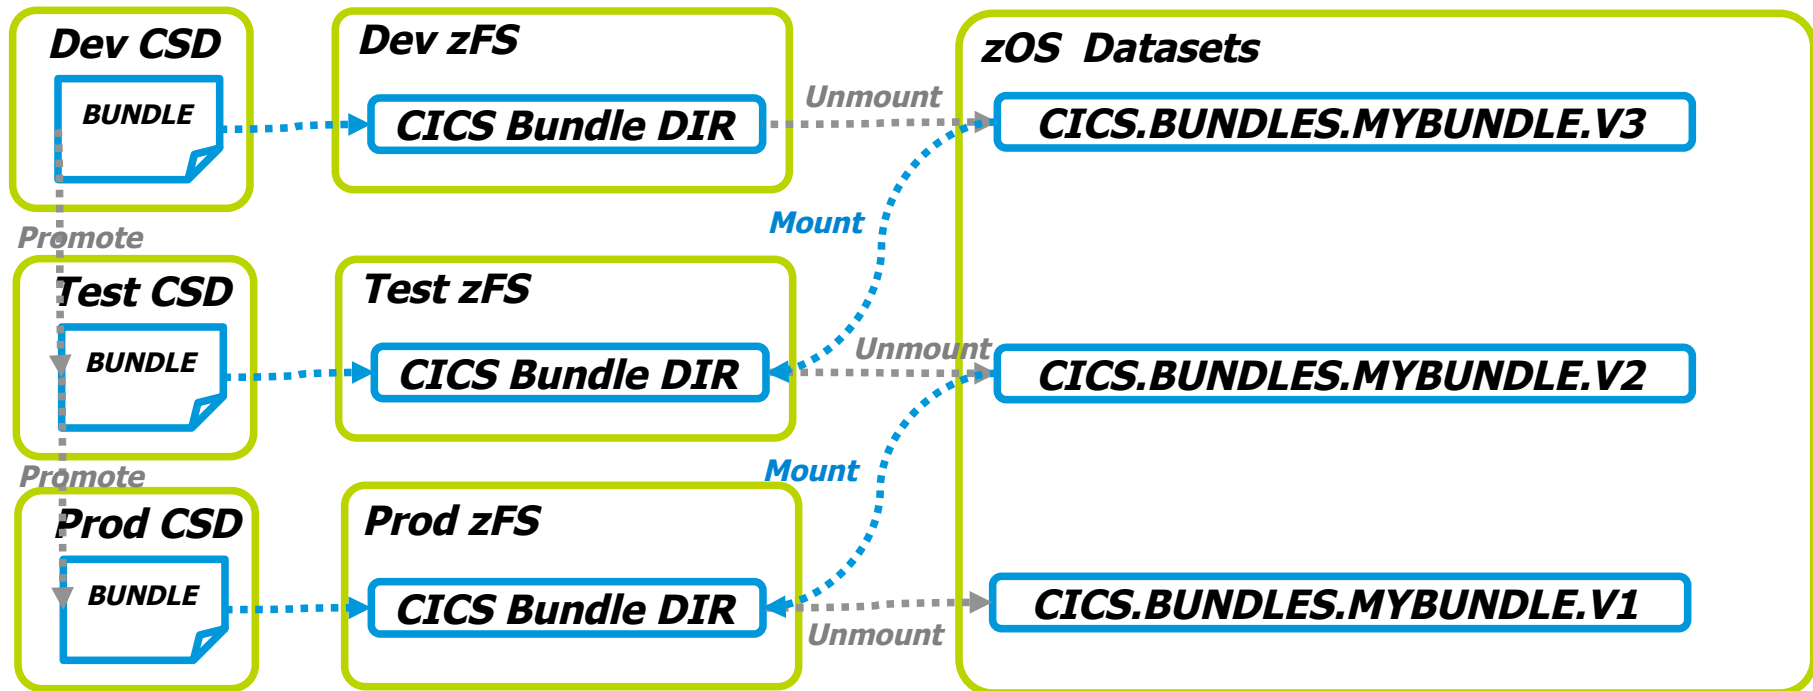 Dev CSD
BUNDLE
Dev zFS
CICS Bundle DIR
Unmount
zOS Datasets
CICS.BUNDLES.MYBUNDLE.V3
Promote
Mount
Test CSD
BUNDLE
Test zFS
CICS Bundle DIR
Unmount
CICS.BUNDLES.MYBUNDLE.V2
Promote
Mount
Prod CSD
BUNDLE
Prod zFS
CICS Bundle DIR
Unmount
CICS.BUNDLES.MYBUNDLE.V1